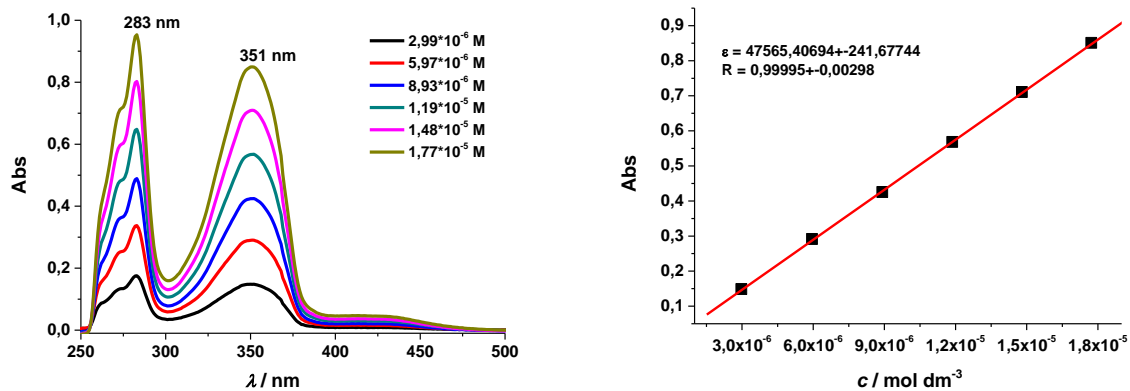 283 nm
351 nm
2,99*10⁻⁶ M
5,97*10⁻⁶ M
8,93*10⁻⁶ M
1,19*10⁻⁵ M
1,48*10⁻⁵ M
1,77*10⁻⁵ M
Abs
1,0
0,8
0,6
0,4
0,2
0,0
250 300 350 400 450 500
λ / nm
ε = 47565,40694+-241,67744
R = 0,99995+-0,00298
Abs
0,9
0,8
0,7
0,6
0,5
0,4
0,3
0,2
0,1
3,0x10⁻⁶ 6,0x10⁻⁶ 9,0x10⁻⁶ 1,2x10⁻⁵ 1,5x10⁻⁵ 1,8x10⁻⁵
c / mol dm⁻³